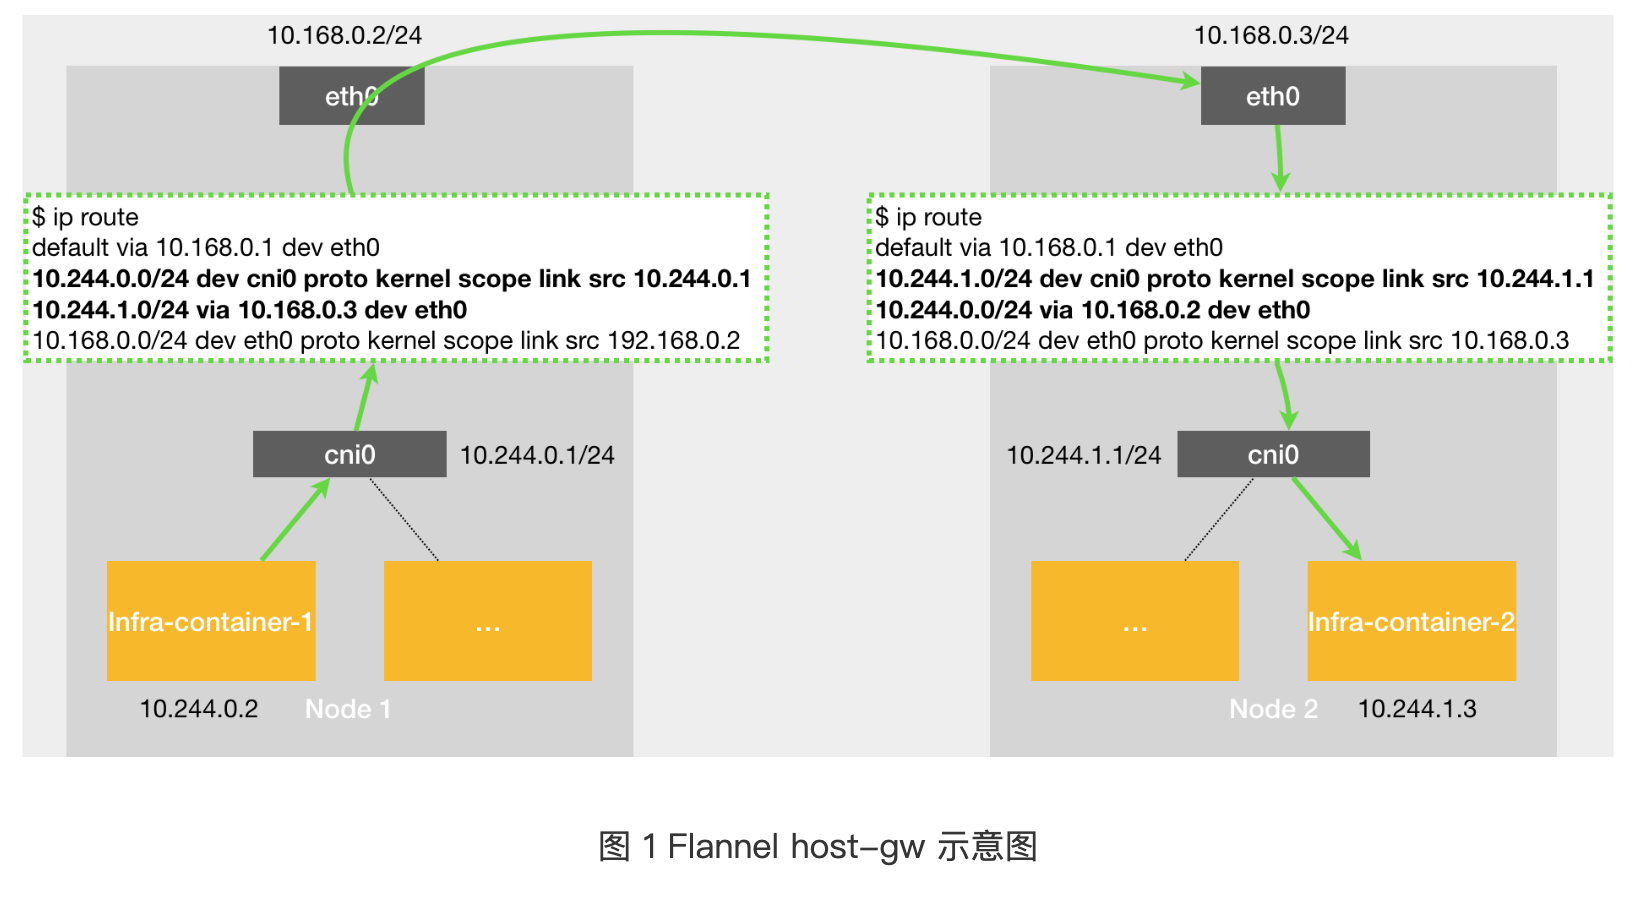 10.168.0.2/24
eth0
$ ip route
default via 10.168.0.1 dev eth0
10.244.0.0/24 dev cni0 proto kernel scope link src 10.244.0.1
10.244.1.0/24 via 10.168.0.3 dev eth0
10.168.0.0/24 dev eth0 proto kernel scope link src 192.168.0.2
cni0
10.244.0.1/24
Infra-container-1
...
10.244.0.2
Node 1
10.168.0.3/24
eth0
$ ip route
default via 10.168.0.1 dev eth0
10.244.1.0/24 dev cni0 proto kernel scope link src 10.244.1.1
10.244.0.0/24 via 10.168.0.2 dev eth0
10.168.0.0/24 dev eth0 proto kernel scope link src 10.168.0.3
10.244.1.1/24
cni0
...
Infra-container-2
Node 2
10.244.1.3
图 1 Flannel host-gw 示意图